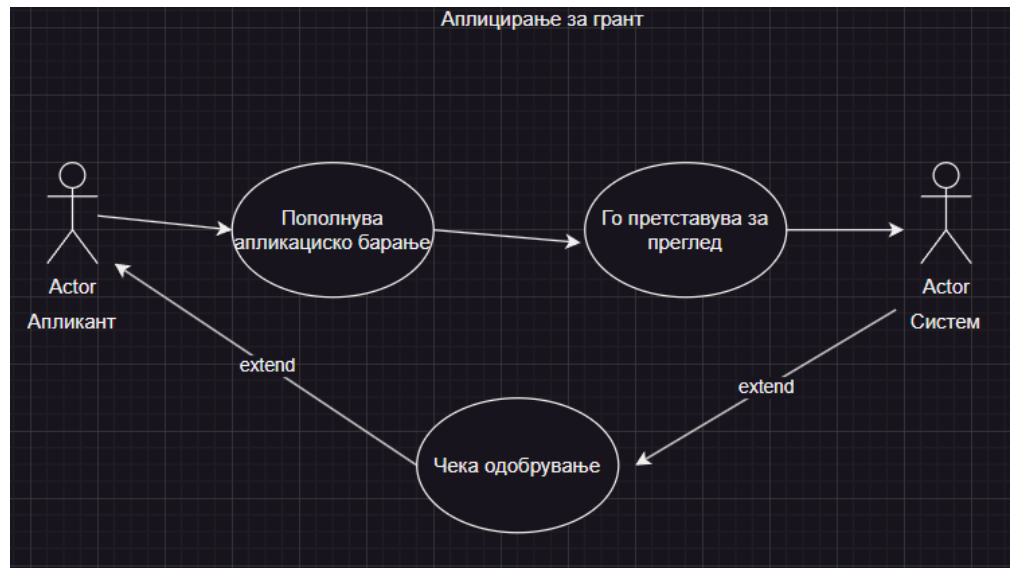 Аплицирање за грант
Пополнува
апликациско барање
Го претставува за
преглед
Actor
Апликант
Actor
Систем
extend
extend
Чека одобрување